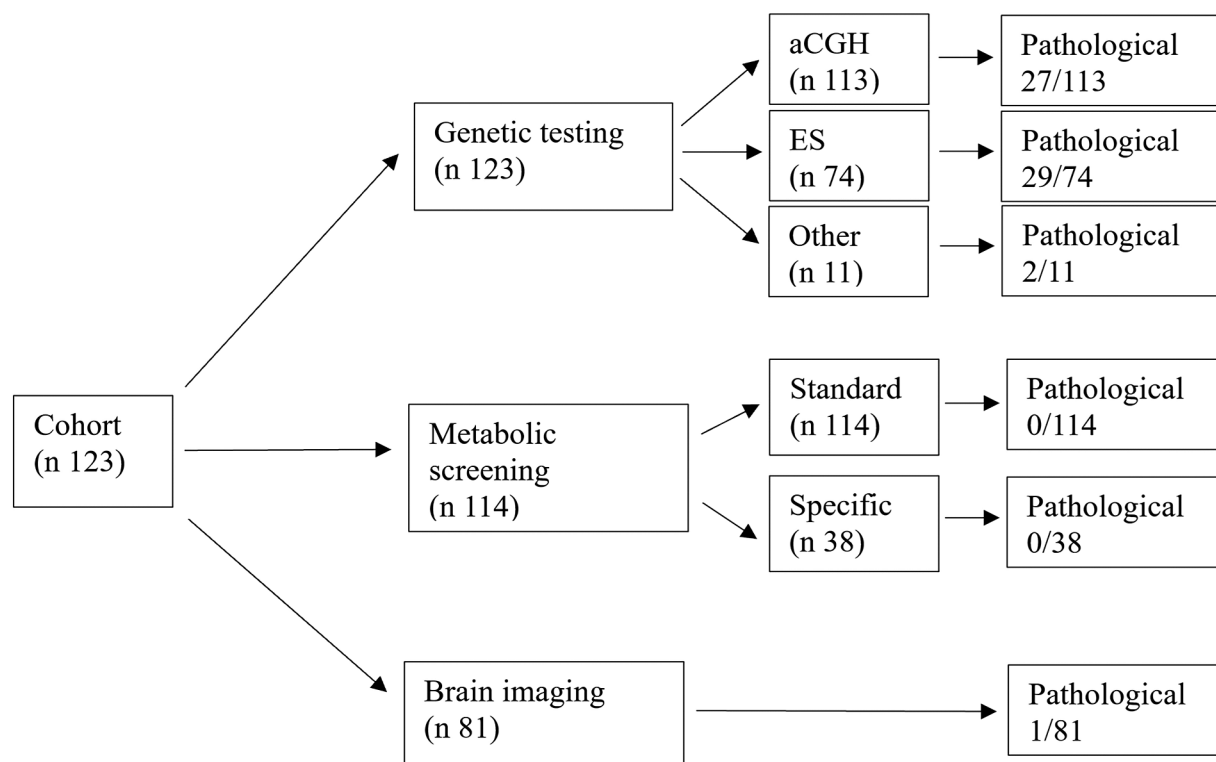 Cohort
(n 123)
Genetic testing
(n 123)
aCGH
(n 113)
Pathological
27/113
ES
(n 74)
Pathological
29/74
Other
(n 11)
Pathological
2/11
Metabolic
screening
(n 114)
Standard
(n 114)
Pathological
0/114
Specific
(n 38)
Pathological
0/38
Brain imaging
(n 81)
Pathological
1/81